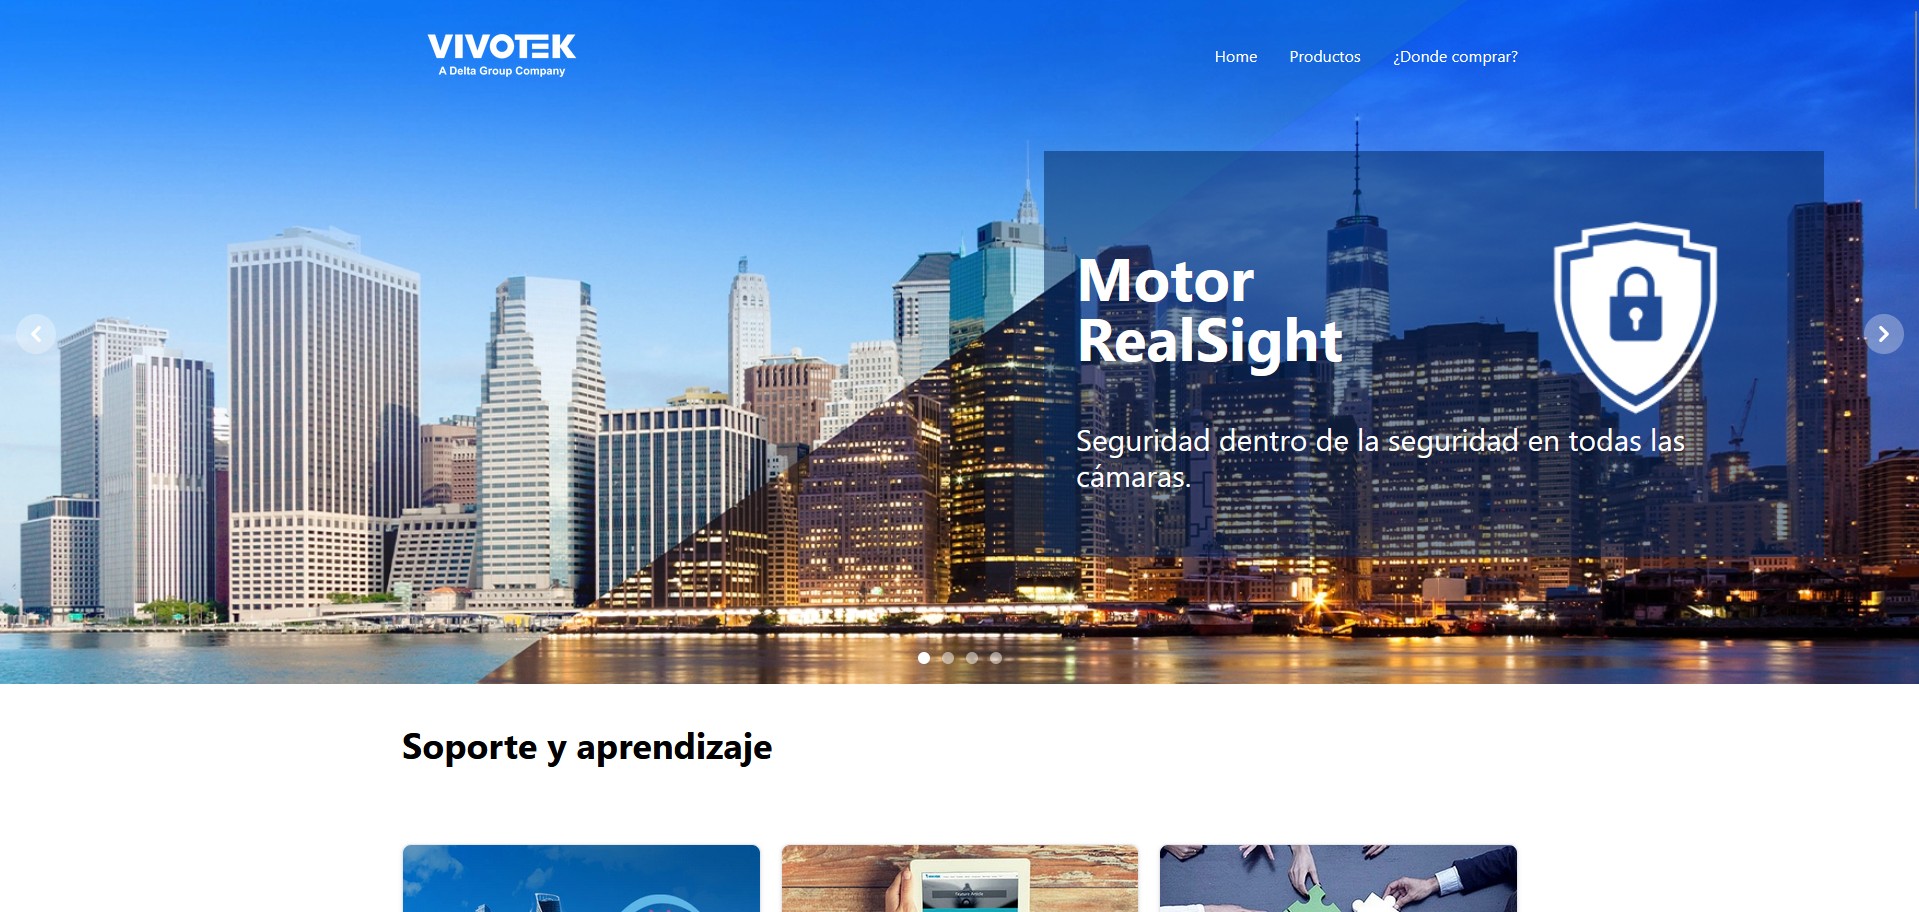 VIVOTEK
A Delta Group Company
Home
Productos
¿Donde comprar?
Motor
RealSight
Seguridad dentro de la seguridad en todas las
cámaras.
Soporte y aprendizaje